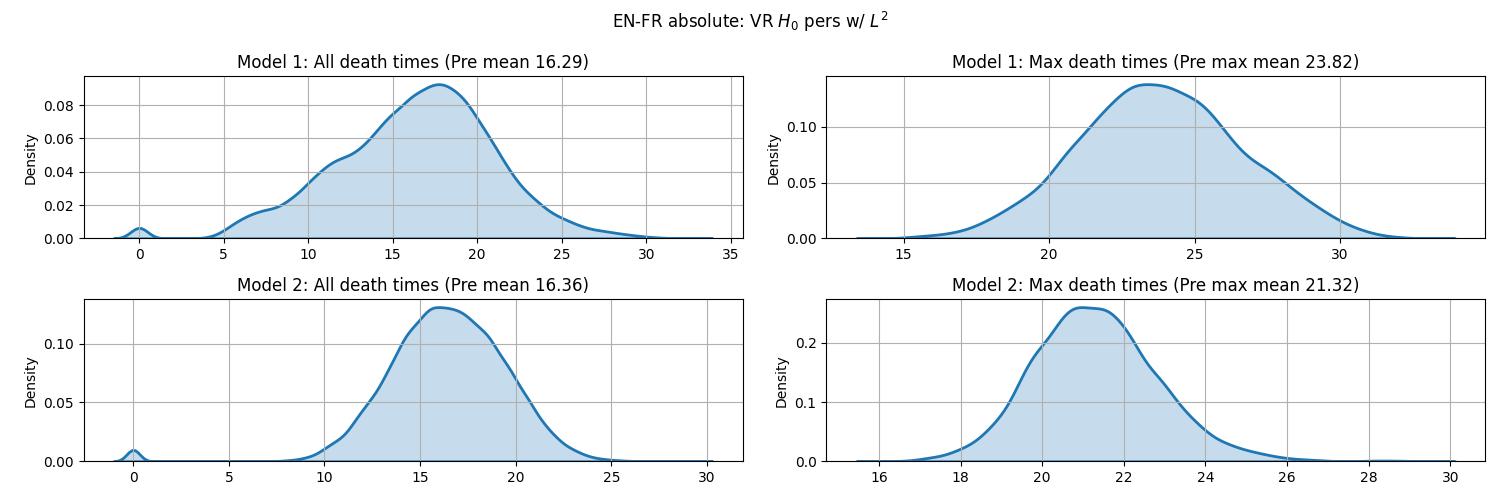 EN-FR absolute: VR $H_0$ pers w/ $L^2$
Model 1: All death times (Pre mean 16.29)
Density
0.08
0.06
0.04
0.02
0.00
0 5 10 15 20 25 30 35
Model 1: Max death times (Pre max mean 23.82)
Density
0.10
0.05
0.00
15 20 25 30
Model 2: All death times (Pre mean 16.36)
Density
0.10
0.05
0.00
0 5 10 15 20 25 30
Model 2: Max death times (Pre max mean 21.32)
Density
0.2
0.1
0.0
16 18 20 22 24 26 28 30